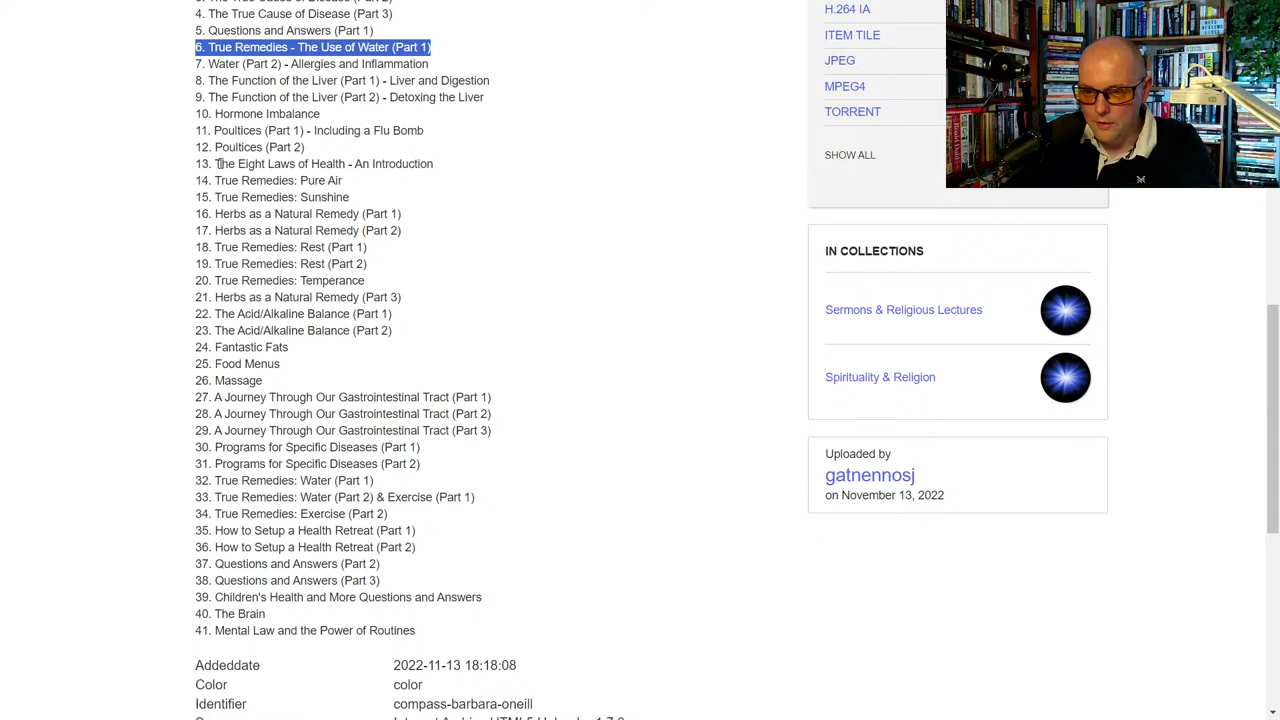 4. The True Cause of Disease (Part 3)
5. Questions and Answers (Part 1)
6. True Remedies - The Use of Water (Part 1)
7. Water (Part 2) - Allergies and Inflammation
8. The Function of the Liver (Part 1) - Liver and Digestion
9. The Function of the Liver (Part 2) - Detoxing the Liver
10. Hormone Imbalance
11. Poultices (Part 1) - Including a Flu Bomb
12. Poultices (Part 2)
13. The Eight Laws of Health - An Introduction
14. True Remedies: Pure Air
15. True Remedies: Sunshine
16. Herbs as a Natural Remedy (Part 1)
17. Herbs as a Natural Remedy (Part 2)
18. True Remedies: Rest (Part 1)
19. True Remedies: Rest (Part 2)
20. True Remedies: Temperance
21. Herbs as a Natural Remedy (Part 3)
22. The Acid/Alkaline Balance (Part 1)
23. The Acid/Alkaline Balance (Part 2)
24. Fantastic Fats
25. Food Menus
26. Massage
27. A Journey Through Our Gastrointestinal Tract (Part 1)
28. A Journey Through Our Gastrointestinal Tract (Part 2)
29. A Journey Through Our Gastrointestinal Tract (Part 3)
30. Programs for Specific Diseases (Part 1)
31. Programs for Specific Diseases (Part 2)
32. True Remedies: Water (Part 1)
33. True Remedies: Water (Part 2) & Exercise (Part 1)
34. True Remedies: Exercise (Part 2)
35. How to Setup a Health Retreat (Part 1)
36. How to Setup a Health Retreat (Part 2)
37. Questions and Answers (Part 2)
38. Questions and Answers (Part 3)
39. Children's Health and More Questions and Answers
40. The Brain
41. Mental Law and the Power of Routines
Addeddate 2022-11-13 18:18:08
Color color
Identifier compass-barbara-oneill
H.264 IA
ITEM TILE
JPEG
MPEG4
TORRENT
SHOW ALL
IN COLLECTIONS
Sermons & Religious Lectures
Spirituality & Religion
Uploaded by
gatnennosj
on November 13, 2022